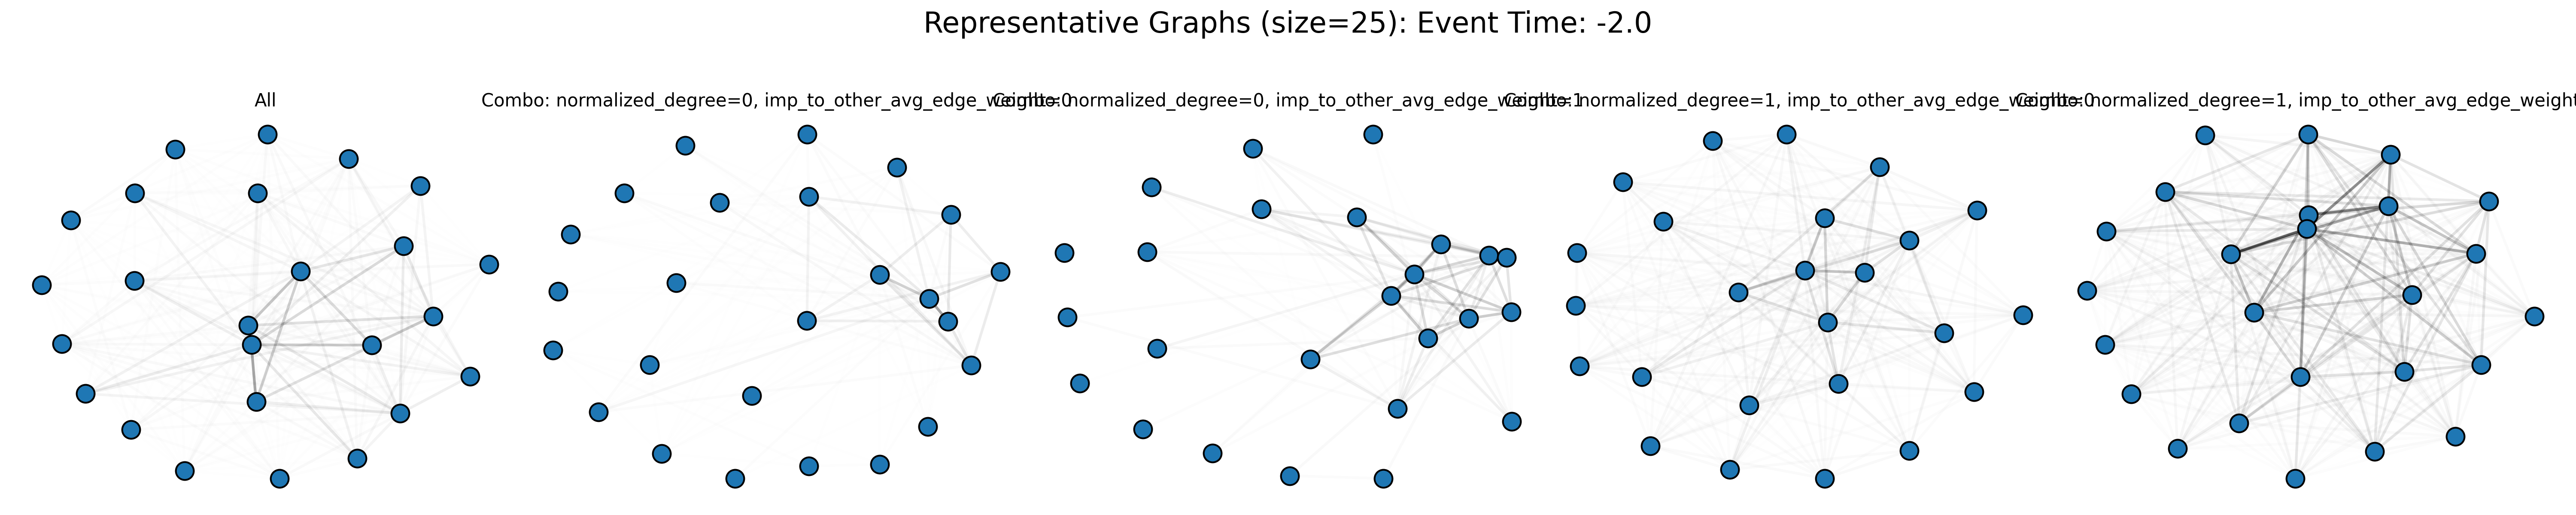 Representative Graphs (size=25): Event Time: -2.0
All
Combo: normalized_degree=0, imp_to_other_avg_edge_weight=0
Combo: normalized_degree=0, imp_to_other_avg_edge_weight=1
Combo: normalized_degree=1, imp_to_other_avg_edge_weight=0
Combo: normalized_degree=1, imp_to_other_avg_edge_weight